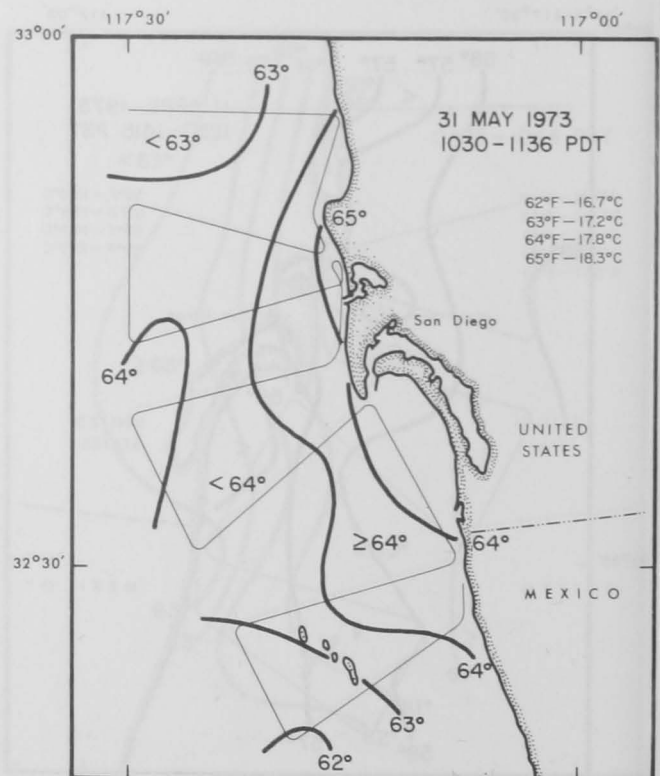 117°30' 117°00'
33°00'
63°
31 MAY 1973
1030-1136 PDT
<63°
62°F-16.7°C
63°F-17.2°C
64°F-17.8°C
65°F-18.3°C
65°
San Diego
64°
UNITED
STATES
<64°
≥64°
64°
32°30'
MEXICO
64°
63°
62°